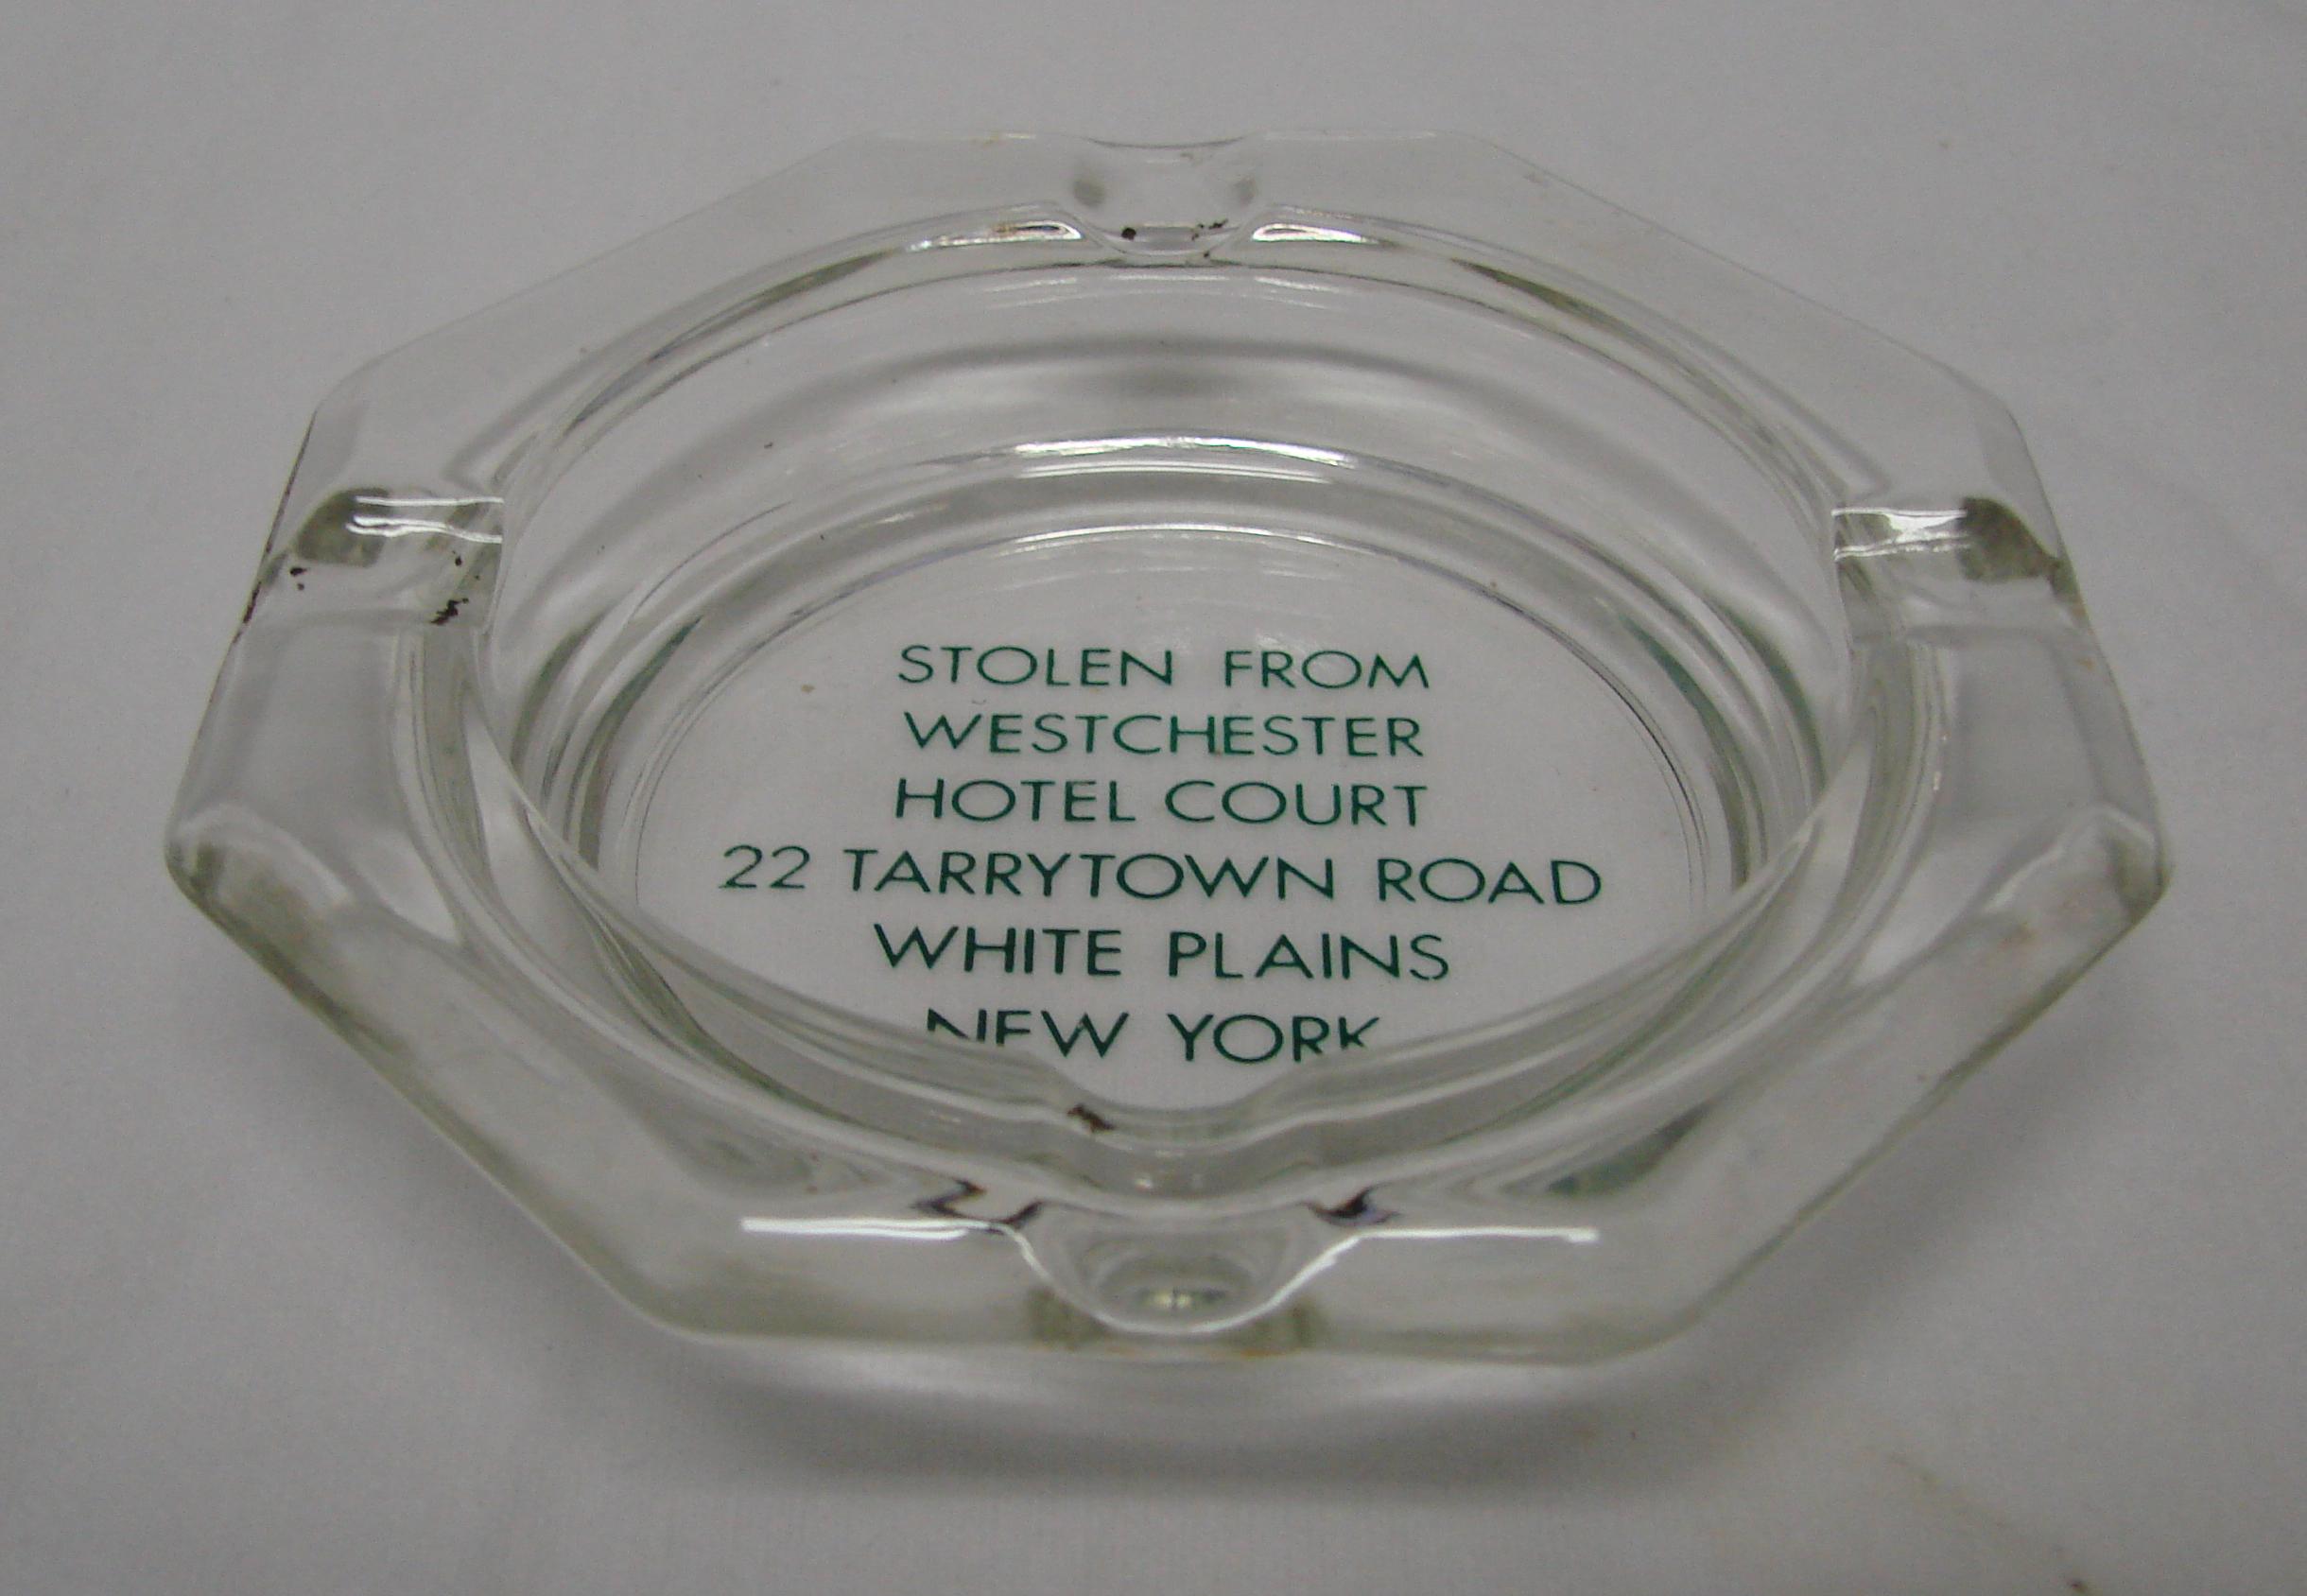 STOLEN FROM
WESTCHESTER
HOTEL COURT
22 TARRYTOWN ROAD
WHITE PLAINS
NEW YORK